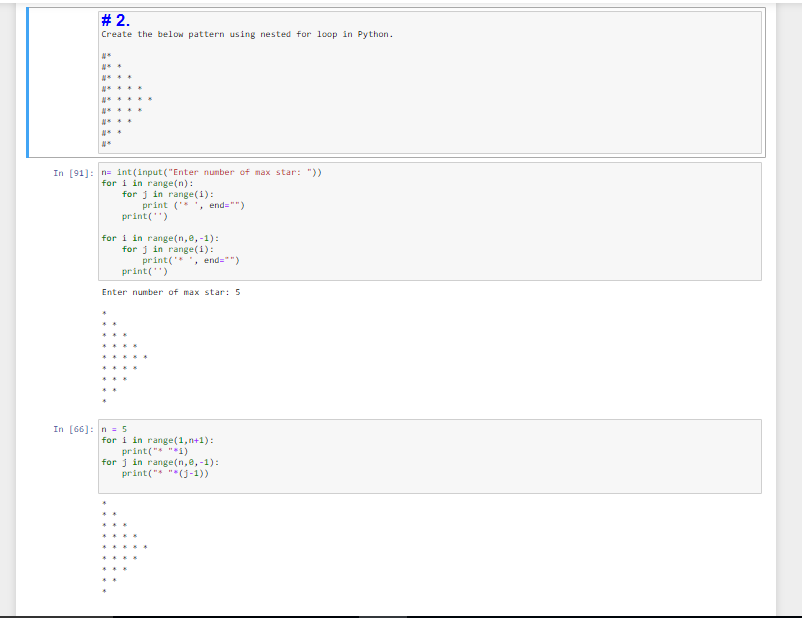 # 2.
Create the below pattern using nested for loop in Python.
#*
#* *
#* * *
#* * * *
#* * * * *
#* * * *
#* * *
#* *
#*
In [91]: n= int(input("Enter number of max star: "))
for i in range(n):
for j in range(i):
print ('* ', end="")
print('')
for i in range(n,0,-1):
for j in range(i):
print('* ', end="")
print('')
Enter number of max star: 5
*
* *
* * *
* * * *
* * * * *
* * * *
* * *
* *
*
In [66]: n = 5
for i in range(1,n+1):
print("* "*i)
for j in range(n,0,-1):
print("* "*(j-1))
*
* *
* * *
* * * *
* * * * *
* * * *
* * *
* *
*